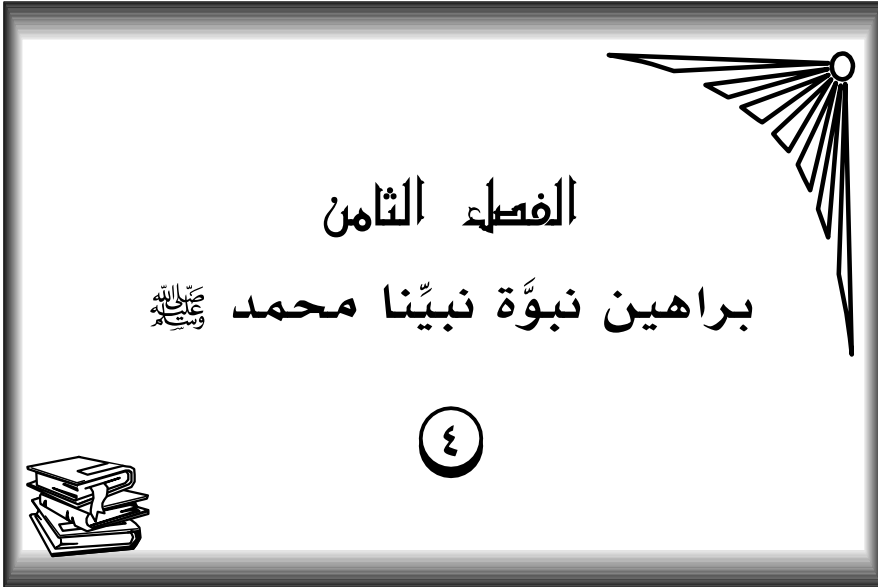 الفصل الثامن
براهين نبوَّة نبيِّنا محمد ﷺ
٤